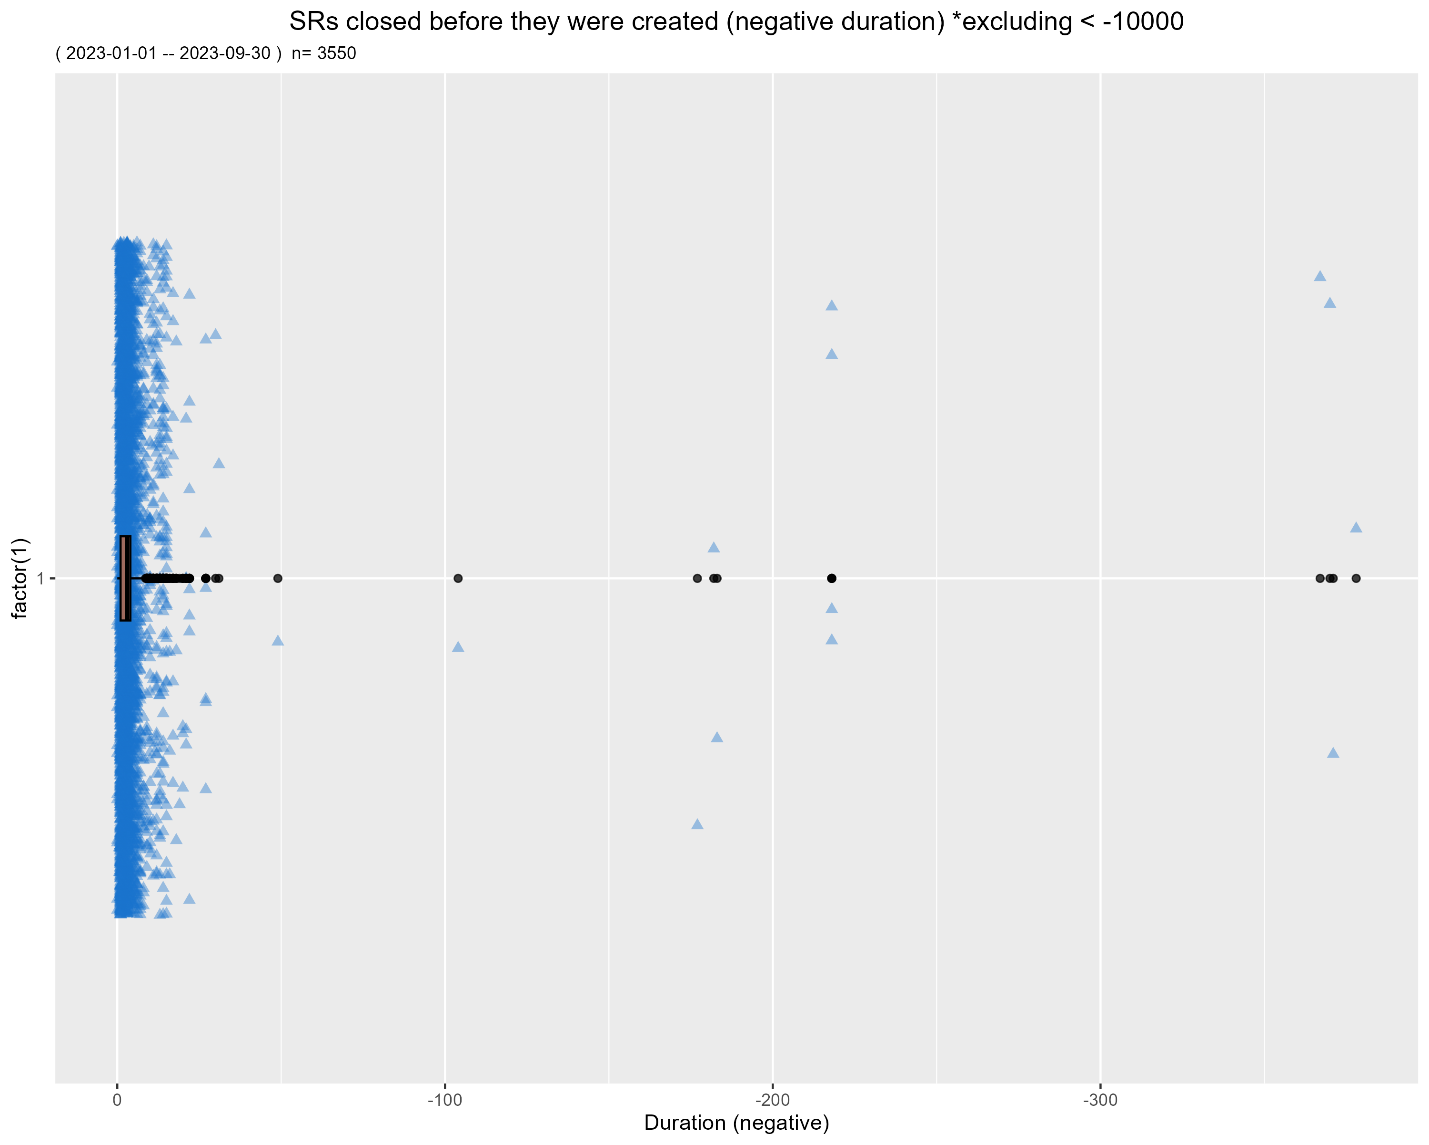 SRs closed before they were created (negative duration) *excluding < -10000
( 2023-01-01 -- 2023-09-30 )  n= 3550
factor(1)
1
0 -100 -200 -300
Duration (negative)